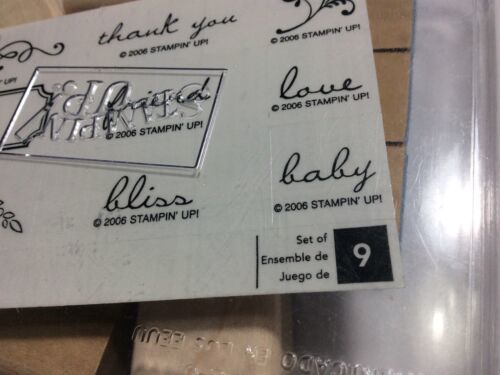 thank you
© 2006 STAMPIN' UP!
© 2006 STAMPIN' UP!
UP!
friend
© 2006 STAMPIN' UP!
love
© 2006 STAMPIN' UP!
bliss
© 2006 STAMPIN' UP!
baby
© 2006 STAMPIN' UP!
Set of
Ensemble de
Juego de
9